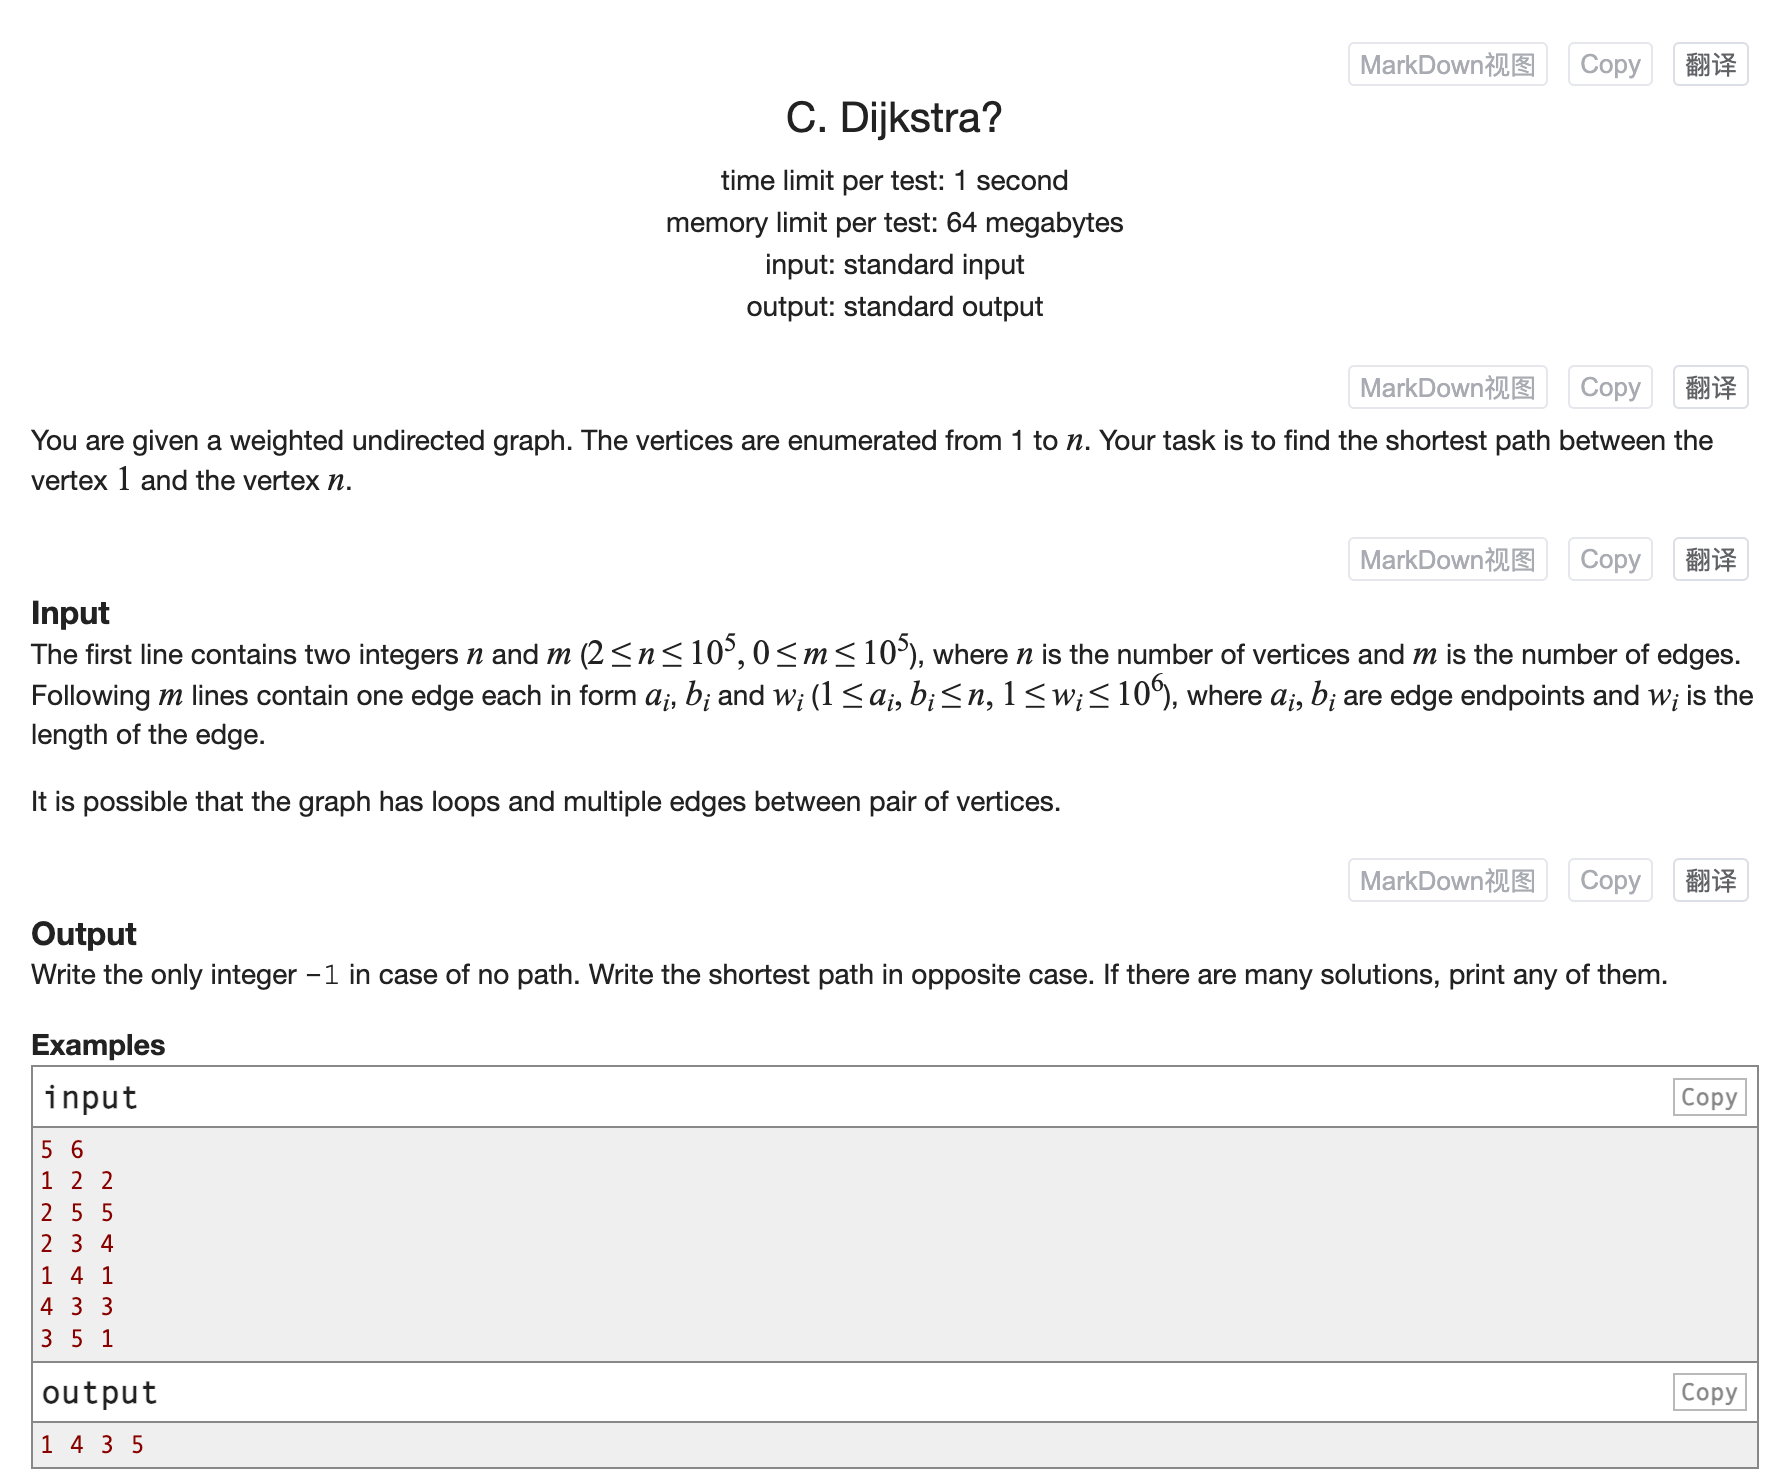 MarkDown视图 Copy 翻译
C. Dijkstra?
time limit per test: 1 second
memory limit per test: 64 megabytes
input: standard input
output: standard output
MarkDown视图 Copy 翻译
You are given a weighted undirected graph. The vertices are enumerated from 1 to n. Your task is to find the shortest path between the
vertex 1 and the vertex n.
MarkDown视图 Copy 翻译
Input
The first line contains two integers n and m (2 ≤ n ≤ 10^5, 0 ≤ m ≤ 10^5), where n is the number of vertices and m is the number of edges.
Following m lines contain one edge each in form a_i, b_i and w_i (1 ≤ a_i, b_i ≤ n, 1 ≤ w_i ≤ 10^6), where a_i, b_i are edge endpoints and w_i is the
length of the edge.
It is possible that the graph has loops and multiple edges between pair of vertices.
MarkDown视图 Copy 翻译
Output
Write the only integer -1 in case of no path. Write the shortest path in opposite case. If there are many solutions, print any of them.
Examples
input Copy
5 6
1 2 2
2 5 5
2 3 4
1 4 1
4 3 3
3 5 1
output Copy
1 4 3 5